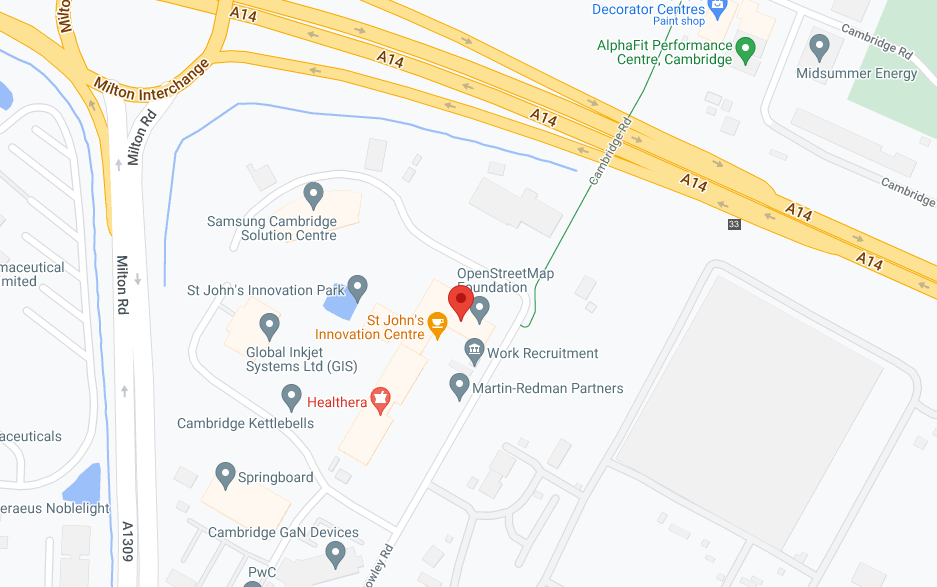 Milto
A14
Decorator Centres
Paint shop
Cambridge Rd
AlphaFit Performance
Centre, Cambridge
Midsummer Energy
A14
Milton Interchange
A14
Milton Rd
Cambridge Rd
A14
Cambridge
A14
33
Samsung Cambridge
Solution Centre
A14
maceutical
mited
Milton Rd
OpenStreetMap
Foundation
St John's Innovation Park
St John's
Innovation Centre
Global Inkjet
Systems Ltd (GIS)
Work Recruitment
Martin-Redman Partners
Healthera
Cambridge Kettlebells
aceuticals
Springboard
eraeus Noblelight
A1309
Cambridge GaN Devices
PwC
owley Rd